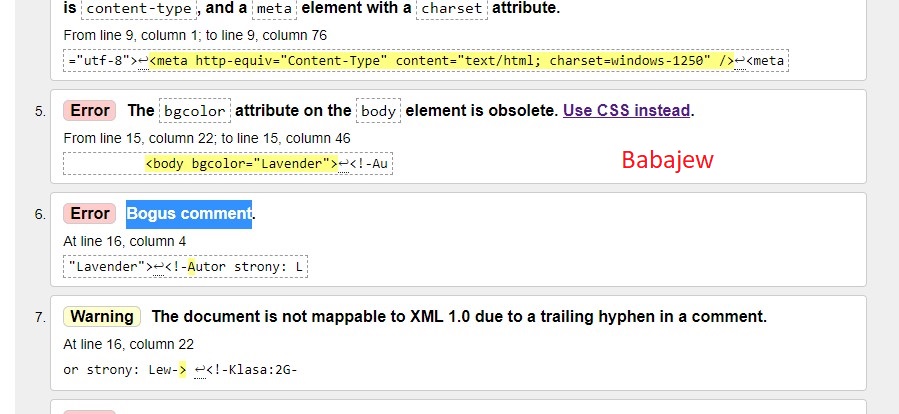 is content-type, and a meta element with a charset attribute.
From line 9, column 1; to line 9, column 76
="utf-8">↩<meta http-equiv="Content-Type" content="text/html; charset=windows-1250" />↩<meta
5. Error The bgcolor attribute on the body element is obsolete. Use CSS instead.
From line 15, column 22; to line 15, column 46
<body bgcolor="Lavender">↩<!-Au
Babajew
6. Error Bogus comment.
At line 16, column 4
"Lavender">↩<!-Autor strony: L
7. Warning The document is not mappable to XML 1.0 due to a trailing hyphen in a comment.
At line 16, column 22
or strony: Lew-> ↩<!-Klasa:2G-